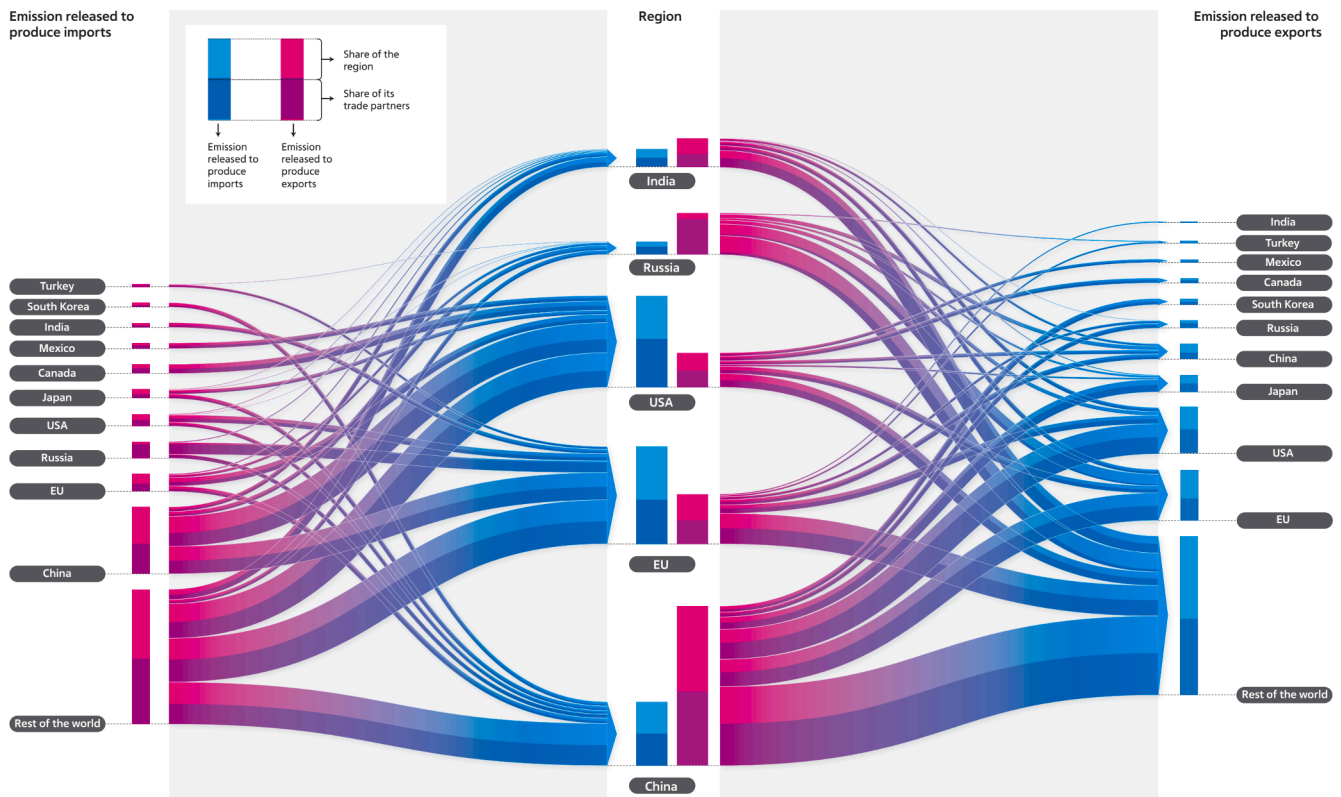 Emission released to
produce imports
Region
Emission released to
produce exports
Share of the
region
Share of its
trade partners
Emission
released to
produce
imports
Emission
released to
produce
exports
India
Russia
USA
EU
China
Turkey
South Korea
India
Mexico
Canada
Japan
USA
Russia
EU
China
Rest of the world
India
Turkey
Mexico
Canada
South Korea
Russia
China
Japan
USA
EU
Rest of the world